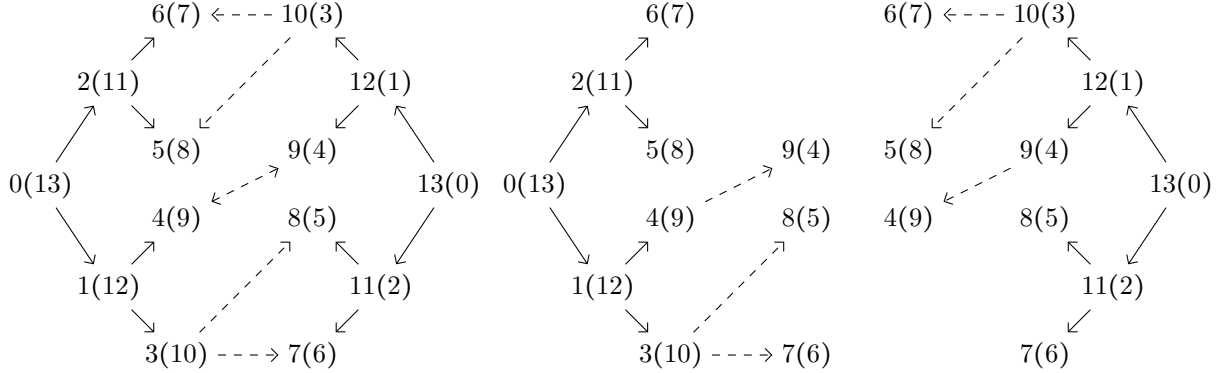 6(7) 10(3) 6(7) 6(7) 10(3)
2(11) 12(1) 2(11) 12(1)
5(8) 9(4) 5(8) 9(4) 5(8) 9(4)
0(13) 13(0) 0(13) 13(0)
4(9) 8(5) 4(9) 8(5) 4(9) 8(5)
1(12) 11(2) 1(12) 11(2)
3(10) 7(6) 3(10) 7(6) 7(6)